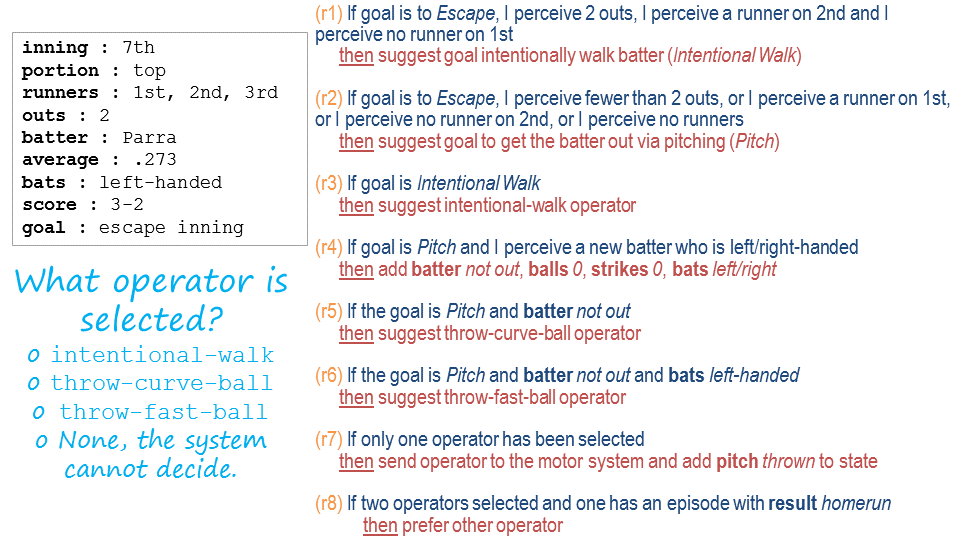 inning : 7th
portion : top
runners : 1st, 2nd, 3rd
outs : 2
batter : Parra
average : .273
bats : left-handed
score : 3-2
goal : escape inning
What operator is
selected?
o intentional-walk
o throw-curve-ball
o throw-fast-ball
o None, the system
cannot decide.
(r1) If goal is to Escape, I perceive 2 outs, I perceive a runner on 2nd and I
perceive no runner on 1st
then suggest goal intentionally walk batter (Intentional Walk)
(r2) If goal is to Escape, I perceive fewer than 2 outs, or I perceive a runner on 1st,
or I perceive no runner on 2nd, or I perceive no runners
then suggest goal to get the batter out via pitching (Pitch)
(r3) If goal is Intentional Walk
then suggest intentional-walk operator
(r4) If goal is Pitch and I perceive a new batter who is left/right-handed
then add batter not out, balls 0, strikes 0, bats left/right
(r5) If the goal is Pitch and batter not out
then suggest throw-curve-ball operator
(r6) If the goal is Pitch and batter not out and bats left-handed
then suggest throw-fast-ball operator
(r7) If only one operator has been selected
then send operator to the motor system and add pitch thrown to state
(r8) If two operators selected and one has an episode with result homerun
then prefer other operator